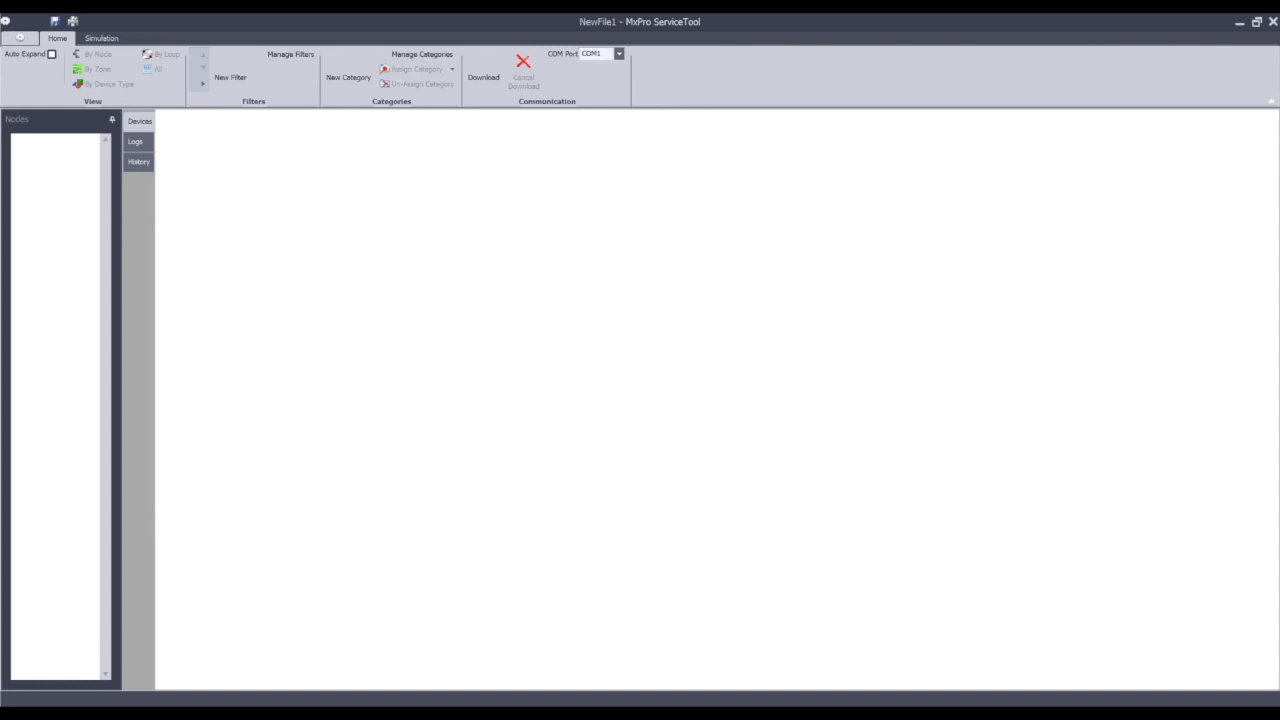 NewFile1 - MxPro ServiceTool
Home Simulation
Auto Expand By Node By Loop Manage Filters Manage Categories COM Port COM1
By Zone All New Filter New Category Assign Category Download Cancel Download
By Device Type Un-Assign Category
View Filters Categories Communication
Nodes Devices
Logs
History